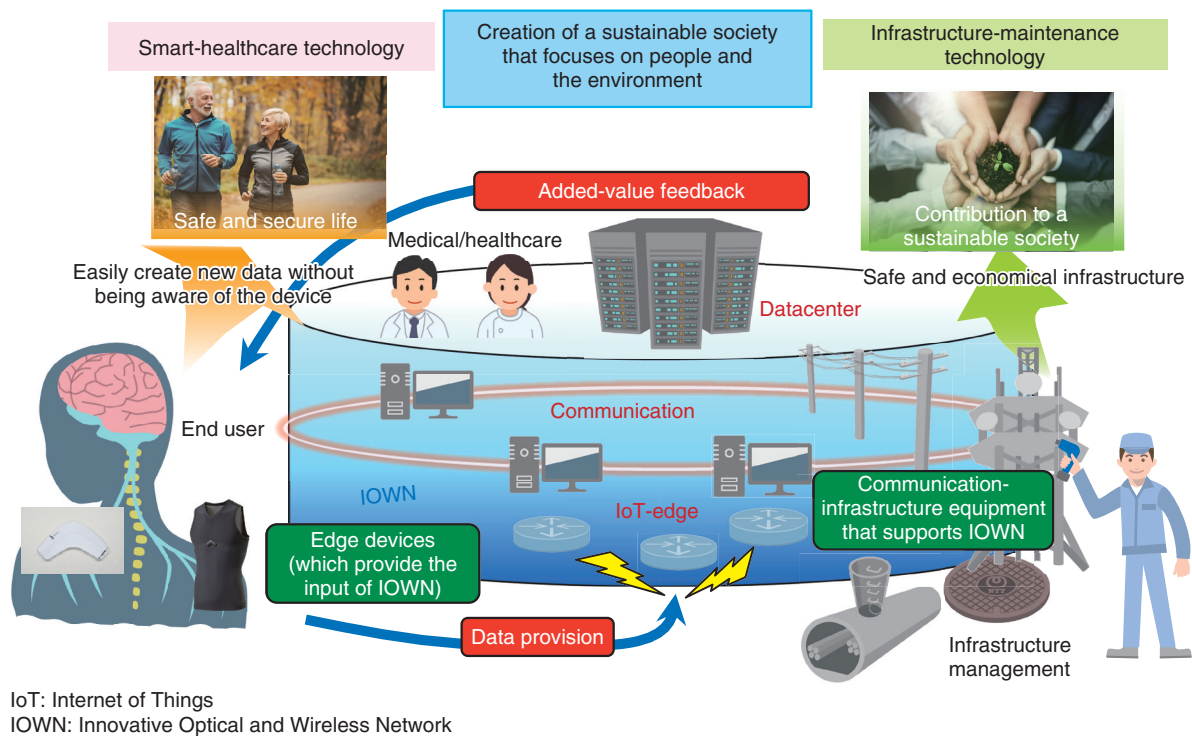 Smart-healthcare technology
Creation of a sustainable society
that focuses on people and
the environment
Infrastructure-maintenance
technology
Safe and secure life
Added-value feedback
Contribution to a
sustainable society
Medical/healthcare
Easily create new data without
being aware of the device
Safe and economical infrastructure
Datacenter
Communication
End user
IOWN
IoT-edge
Communication-
infrastructure equipment
that supports IOWN
Edge devices
(which provide the
input of IOWN)
NTT
Data provision
Infrastructure
management
IoT: Internet of Things
IOWN: Innovative Optical and Wireless Network